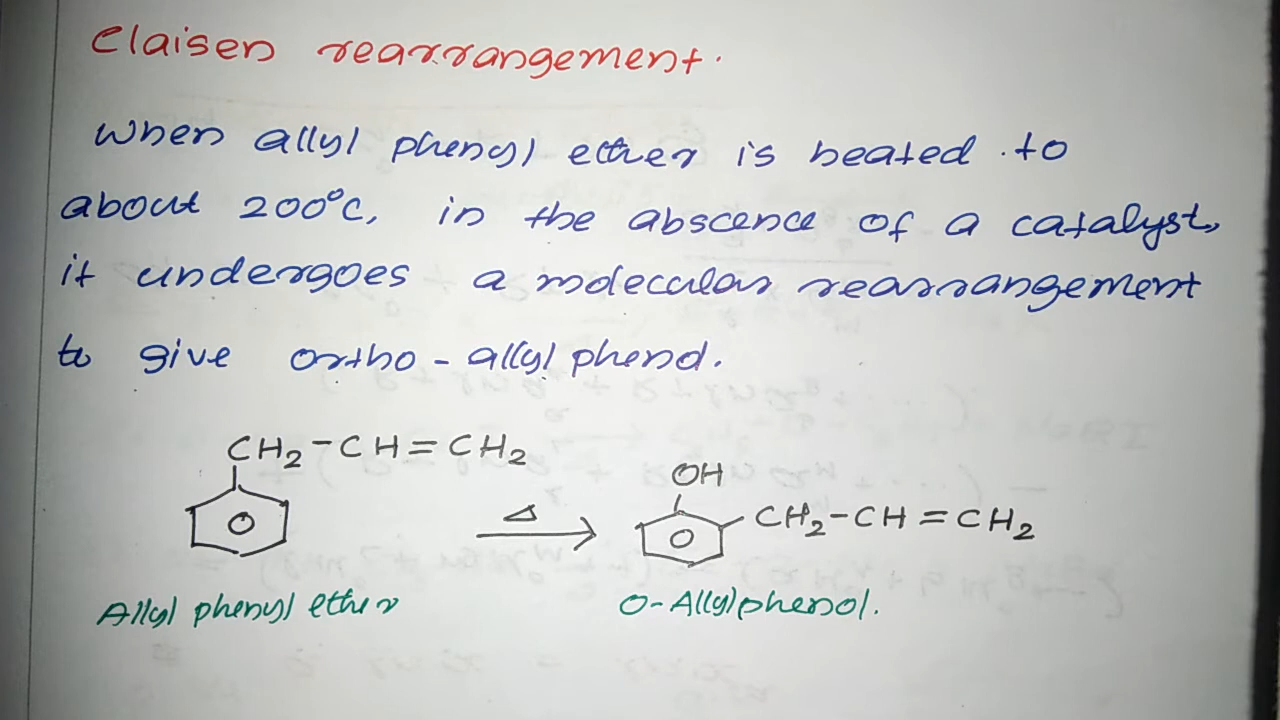 Claisen rearrangement.
When allyl phenyl ether is heated to
about 200°C, in the abscence of a catalyst,
it undergoes a molecular rearrangement
to give ortho-allyl phenol.
CH₂-CH=CH₂
OH
Δ
CH₂-CH=CH₂
Allyl phenyl ether
O-Allylphenol.